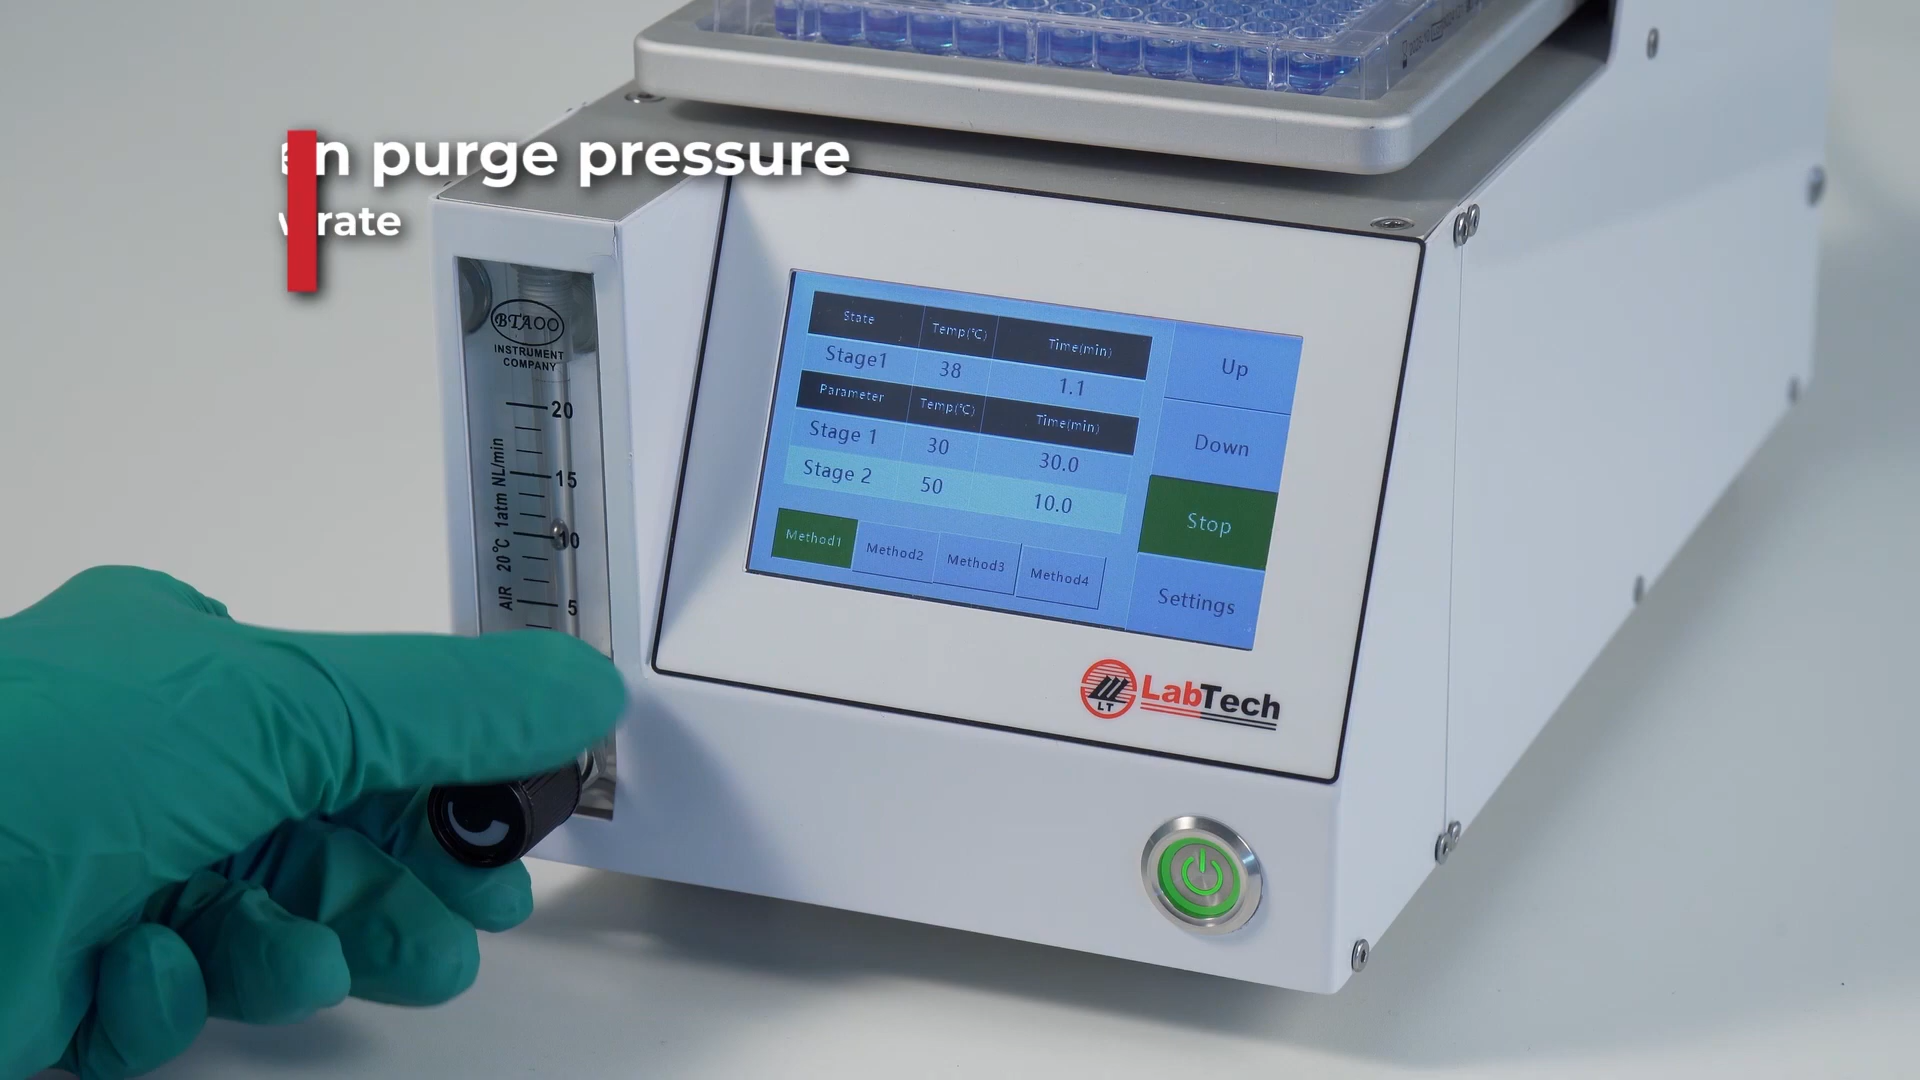 n purge pressure
rate
BTAOO
INSTRUMENT
COMPANY
20
15
10
5
AIR 20°C 1atm NL/min
State Temp(℃) Time(min)
Stage1 38 1.1
Parameter Temp(℃) Time(min)
Stage 1 30 30.0
Stage 2 50 10.0
Method1 Method2 Method3 Method4
Up
Down
Stop
Settings
LT LabTech